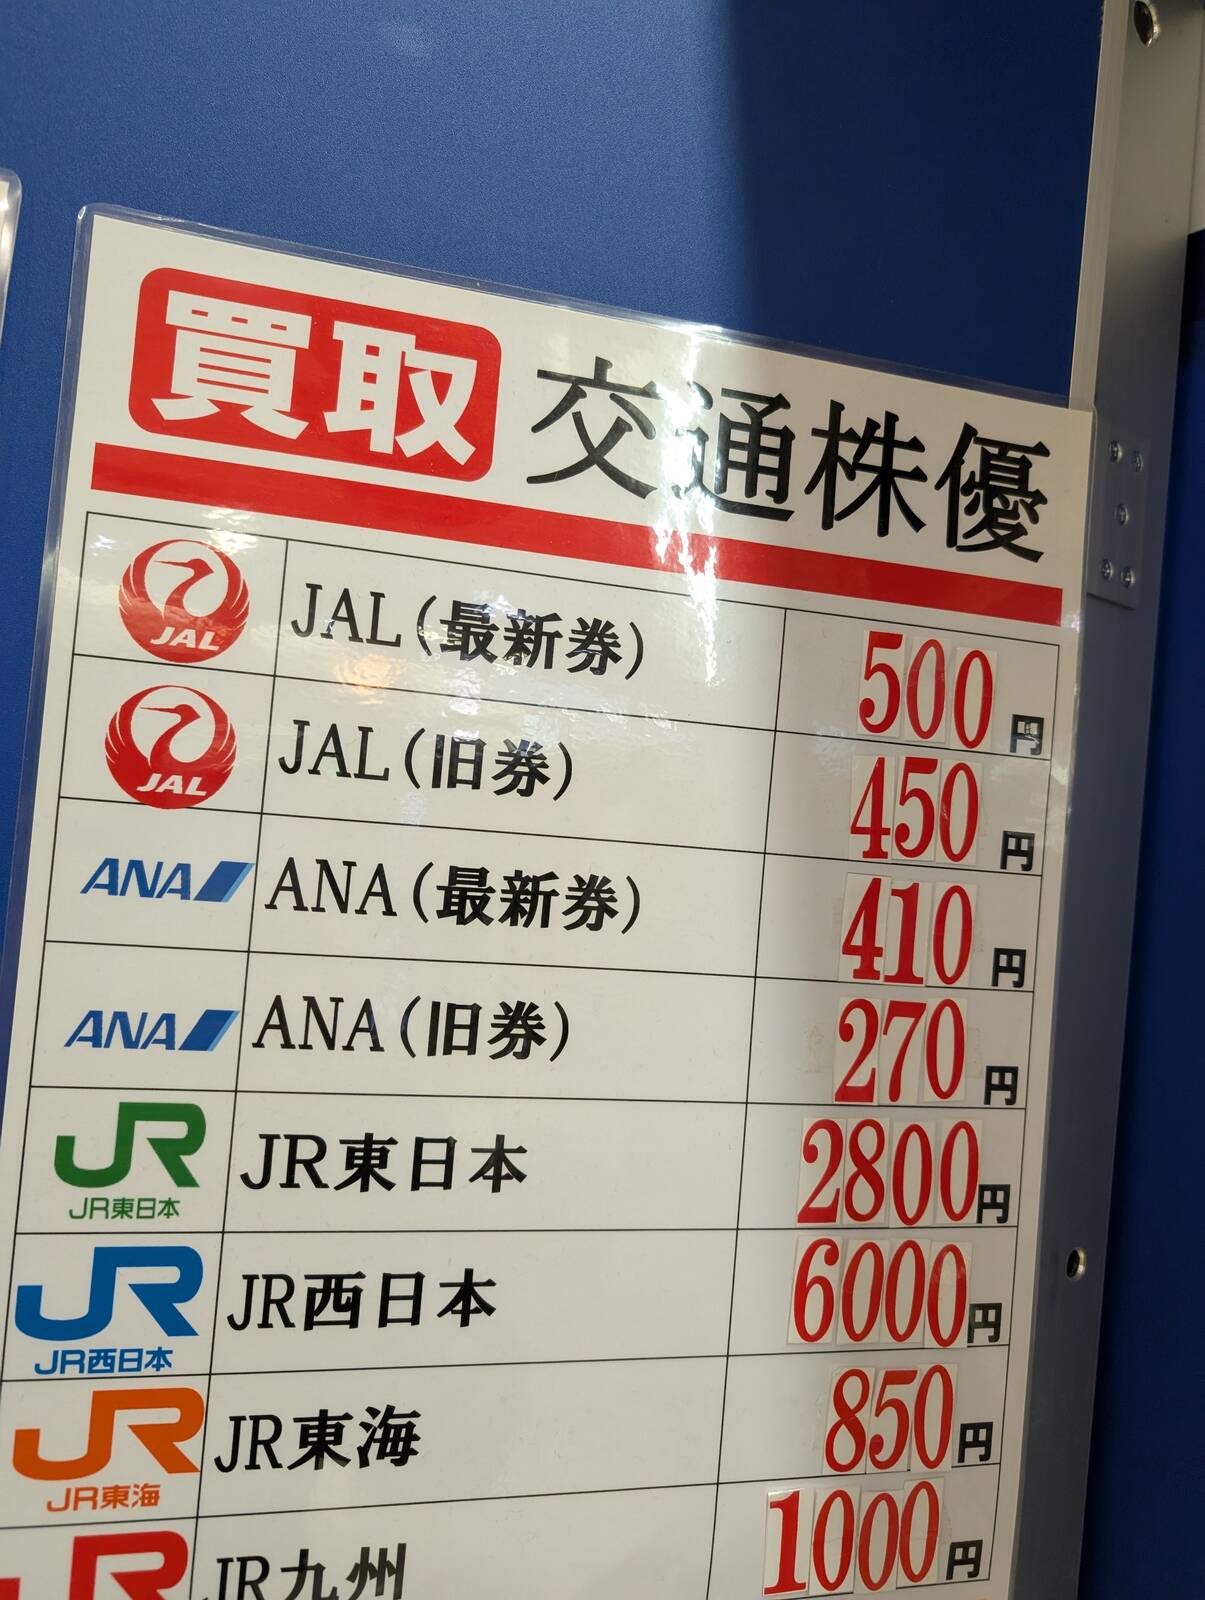 買取 交通株優
JAL JAL(最新券) 500円
JAL JAL(旧券) 450円
ANA ANA(最新券) 410円
ANA ANA(旧券) 270円
JR JR東日本 JR東日本 2800円
JR JR西日本 JR西日本 6000円
JR JR東海 JR東海 850円
JR JR九州 1000円